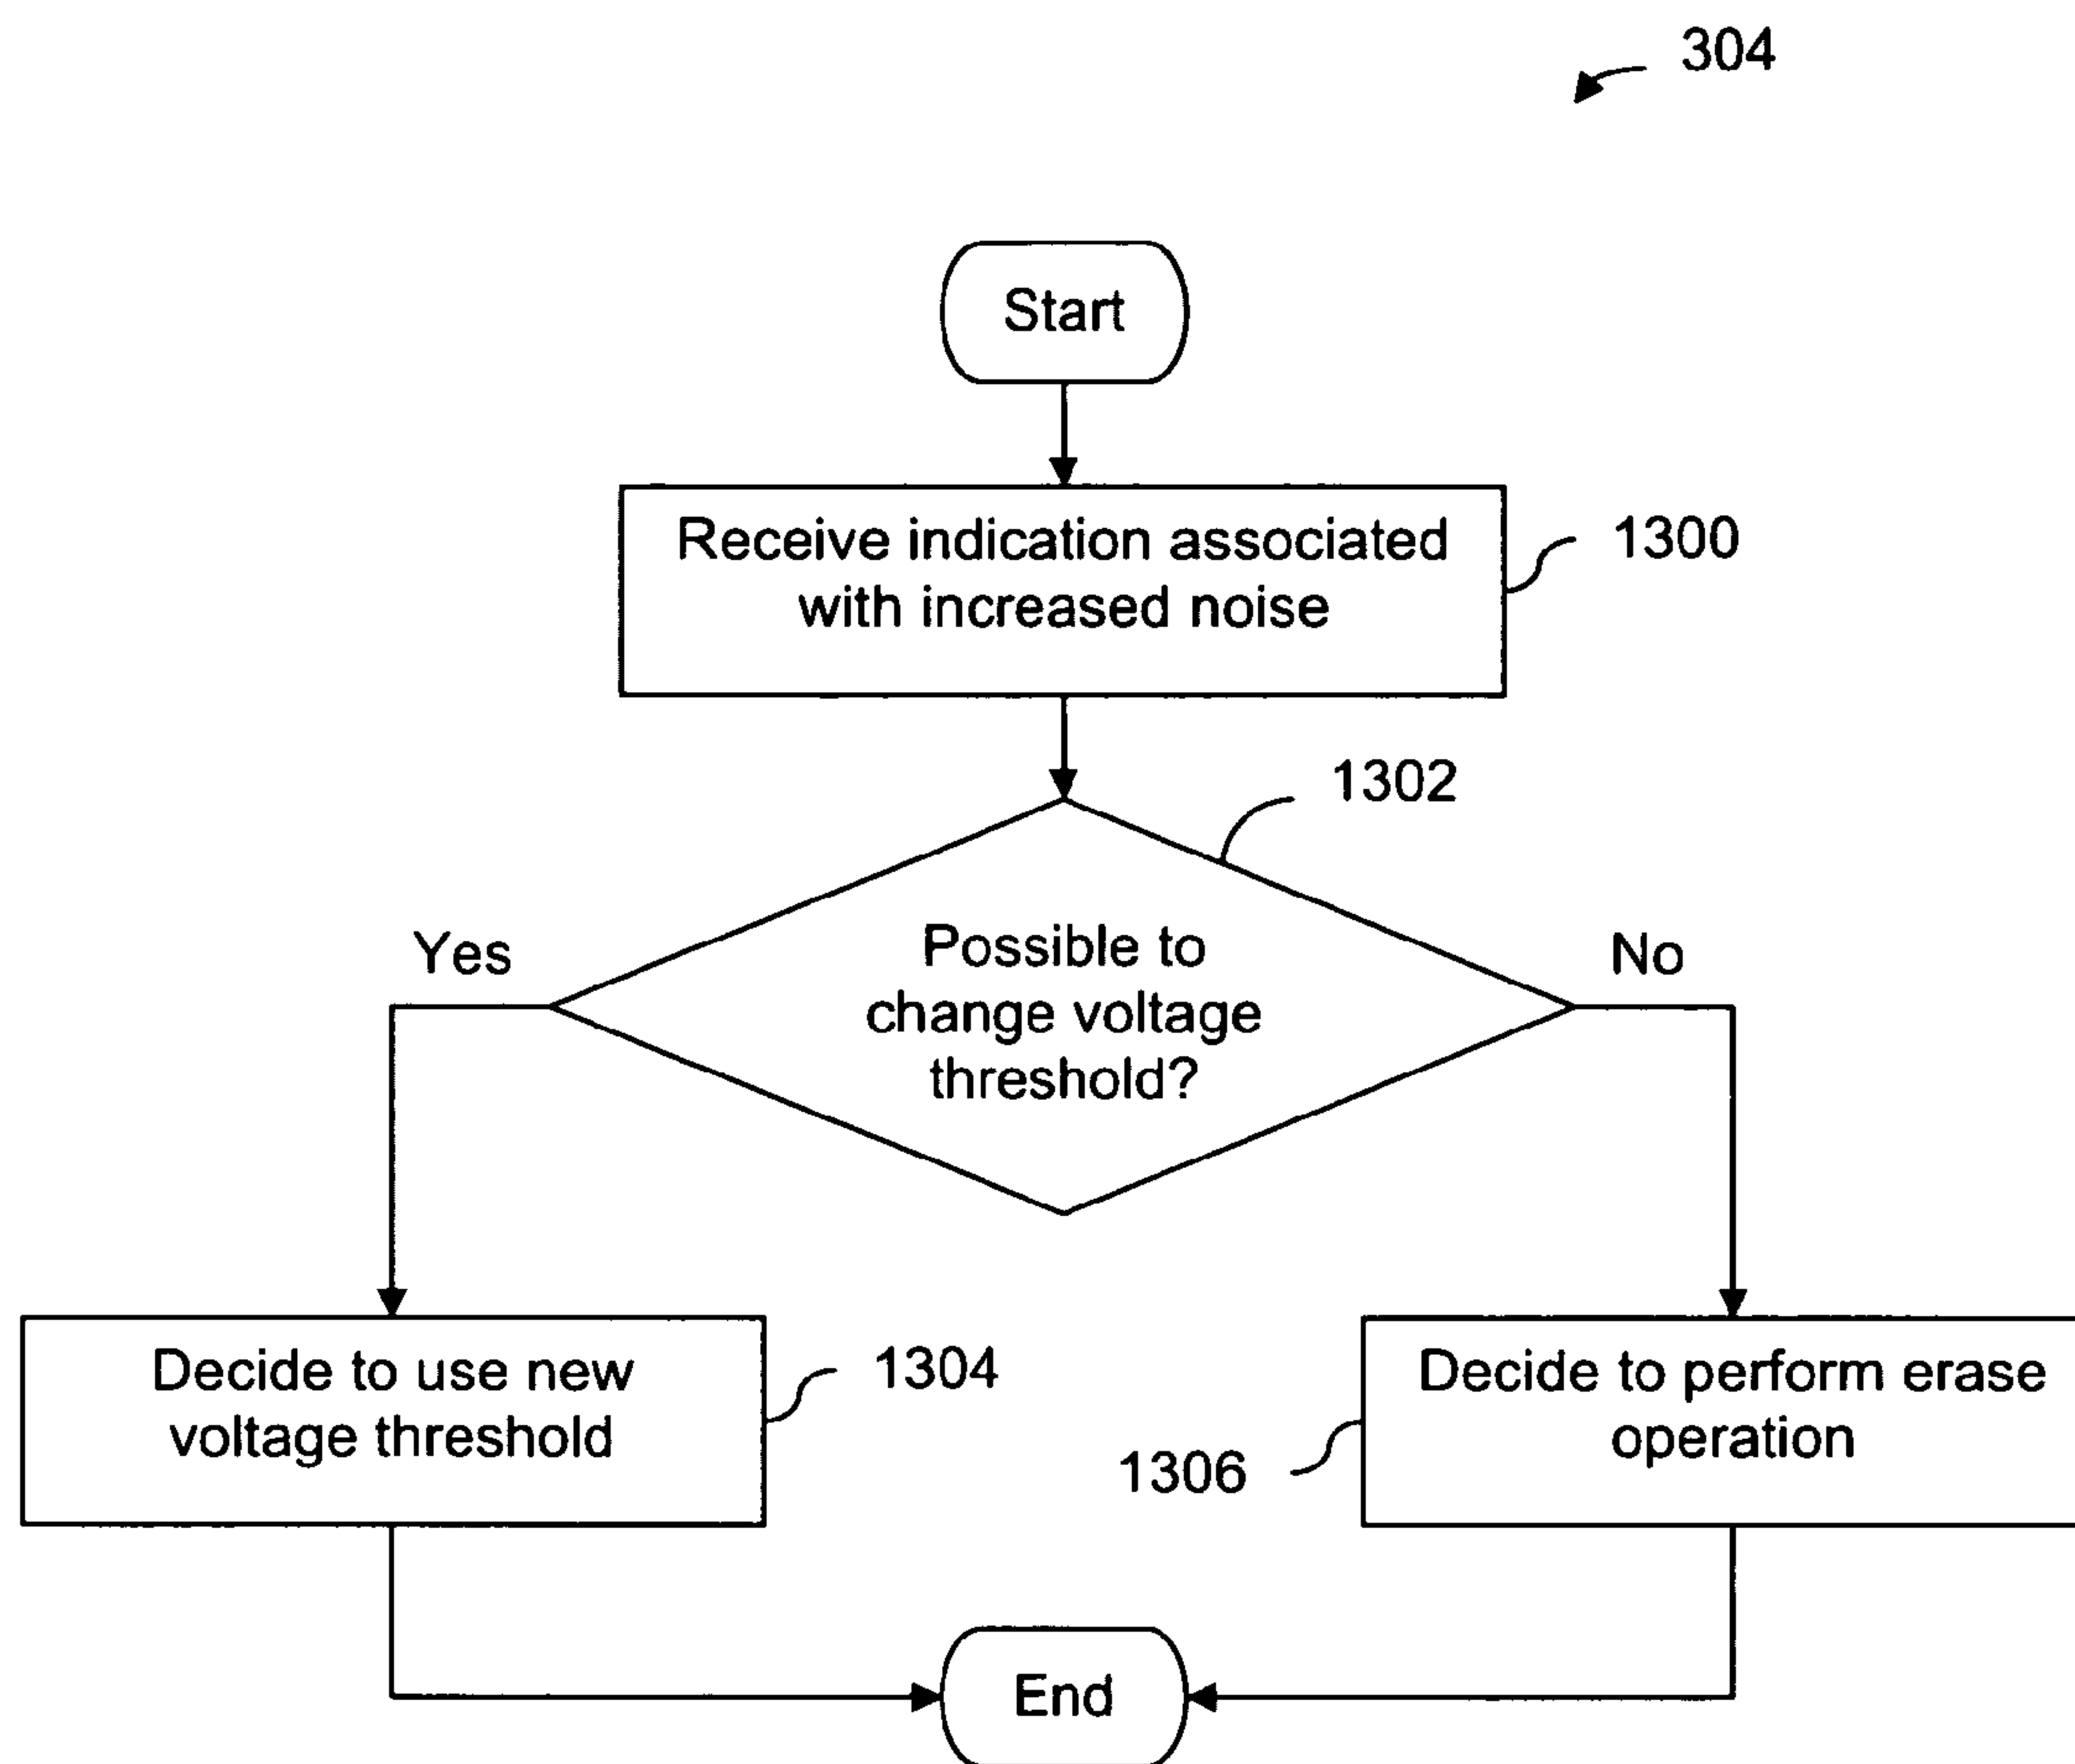 304
Start
Receive indication associated
with increased noise
1300
1302
Yes
Possible to
change voltage
threshold?
No
Decide to use new
voltage threshold
1304
Decide to perform erase
operation
1306
End